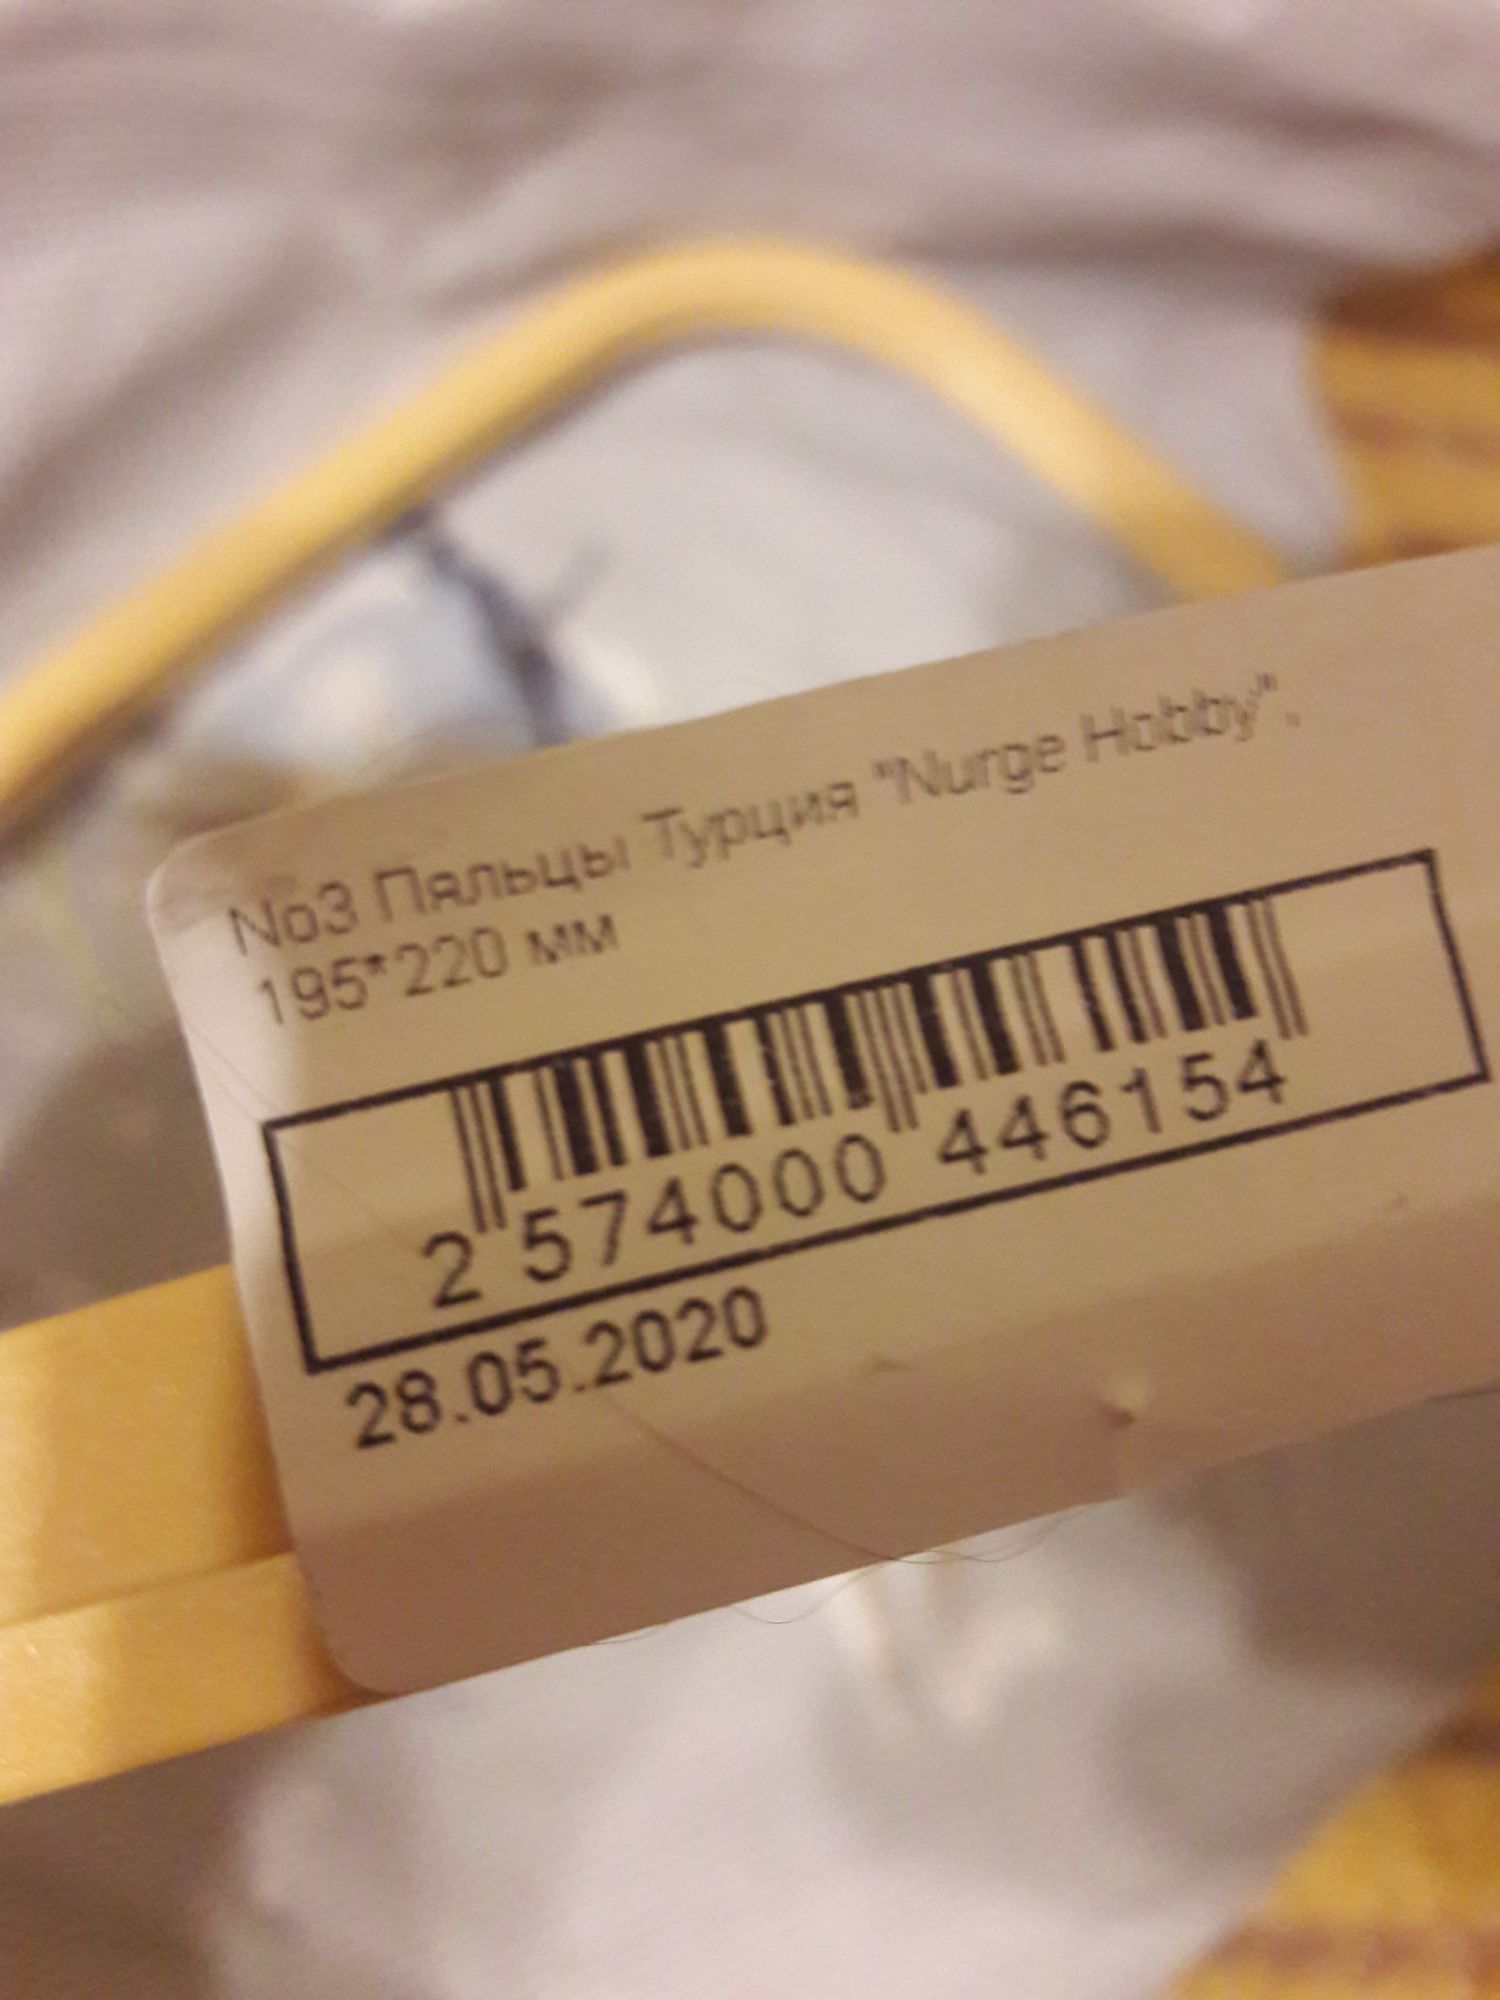 No3 Пяльцы Турция "Nurge Hobby",
195*220 мм
2 574000 446154
28.05.2020